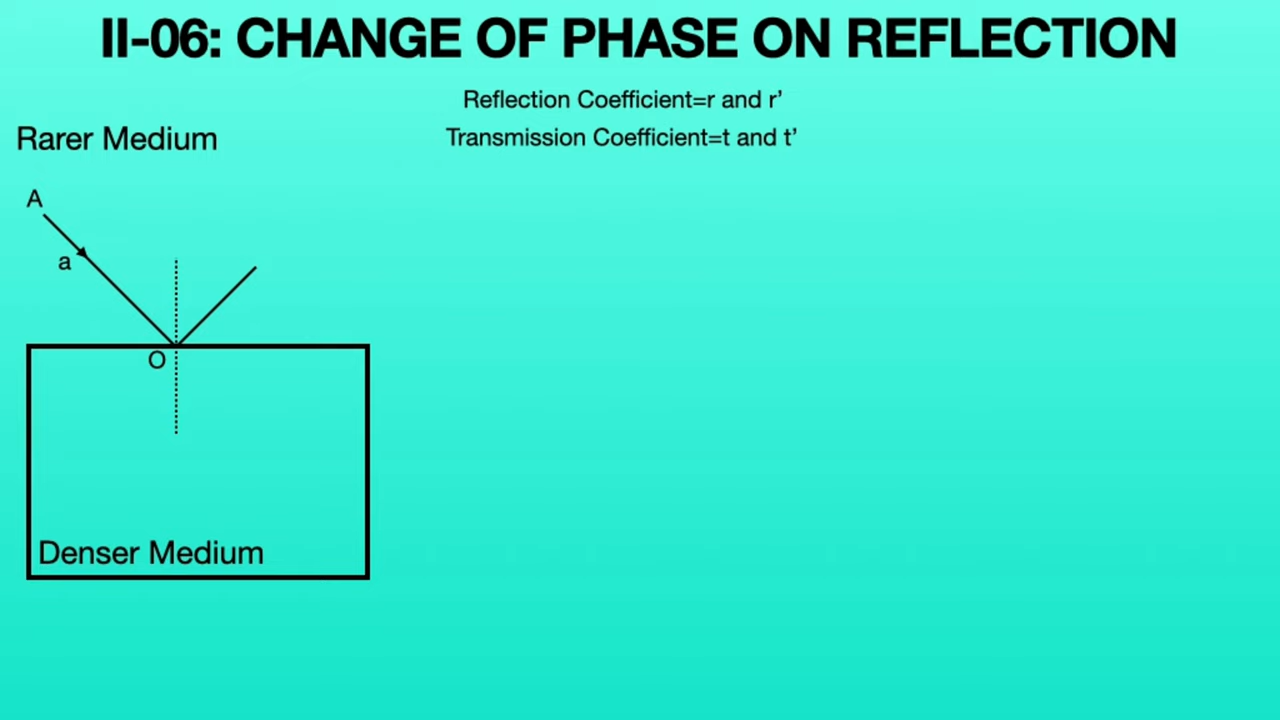 II-06: CHANGE OF PHASE ON REFLECTION
Reflection Coefficient=r and r’
Transmission Coefficient=t and t’
Rarer Medium
A
a
O
Denser Medium